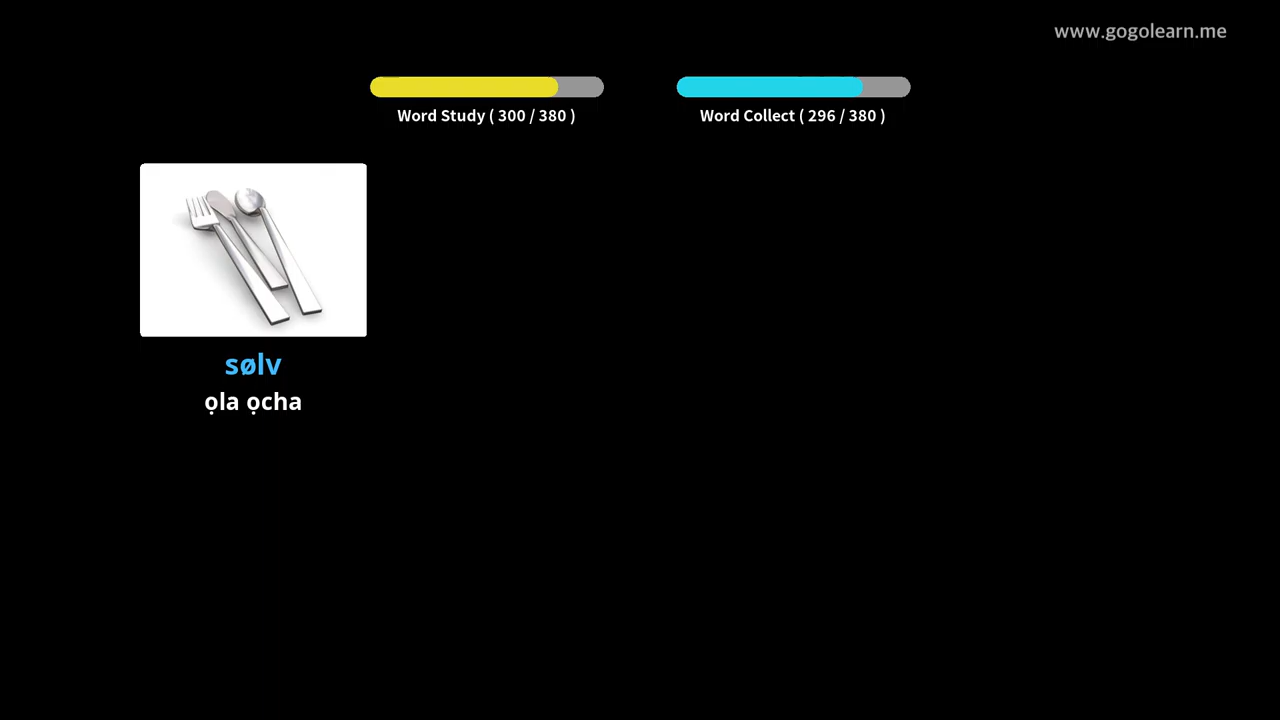 www.gogolearn.me
Word Study ( 300 / 380 )
Word Collect ( 296 / 380 )
sølv
ọla ọcha